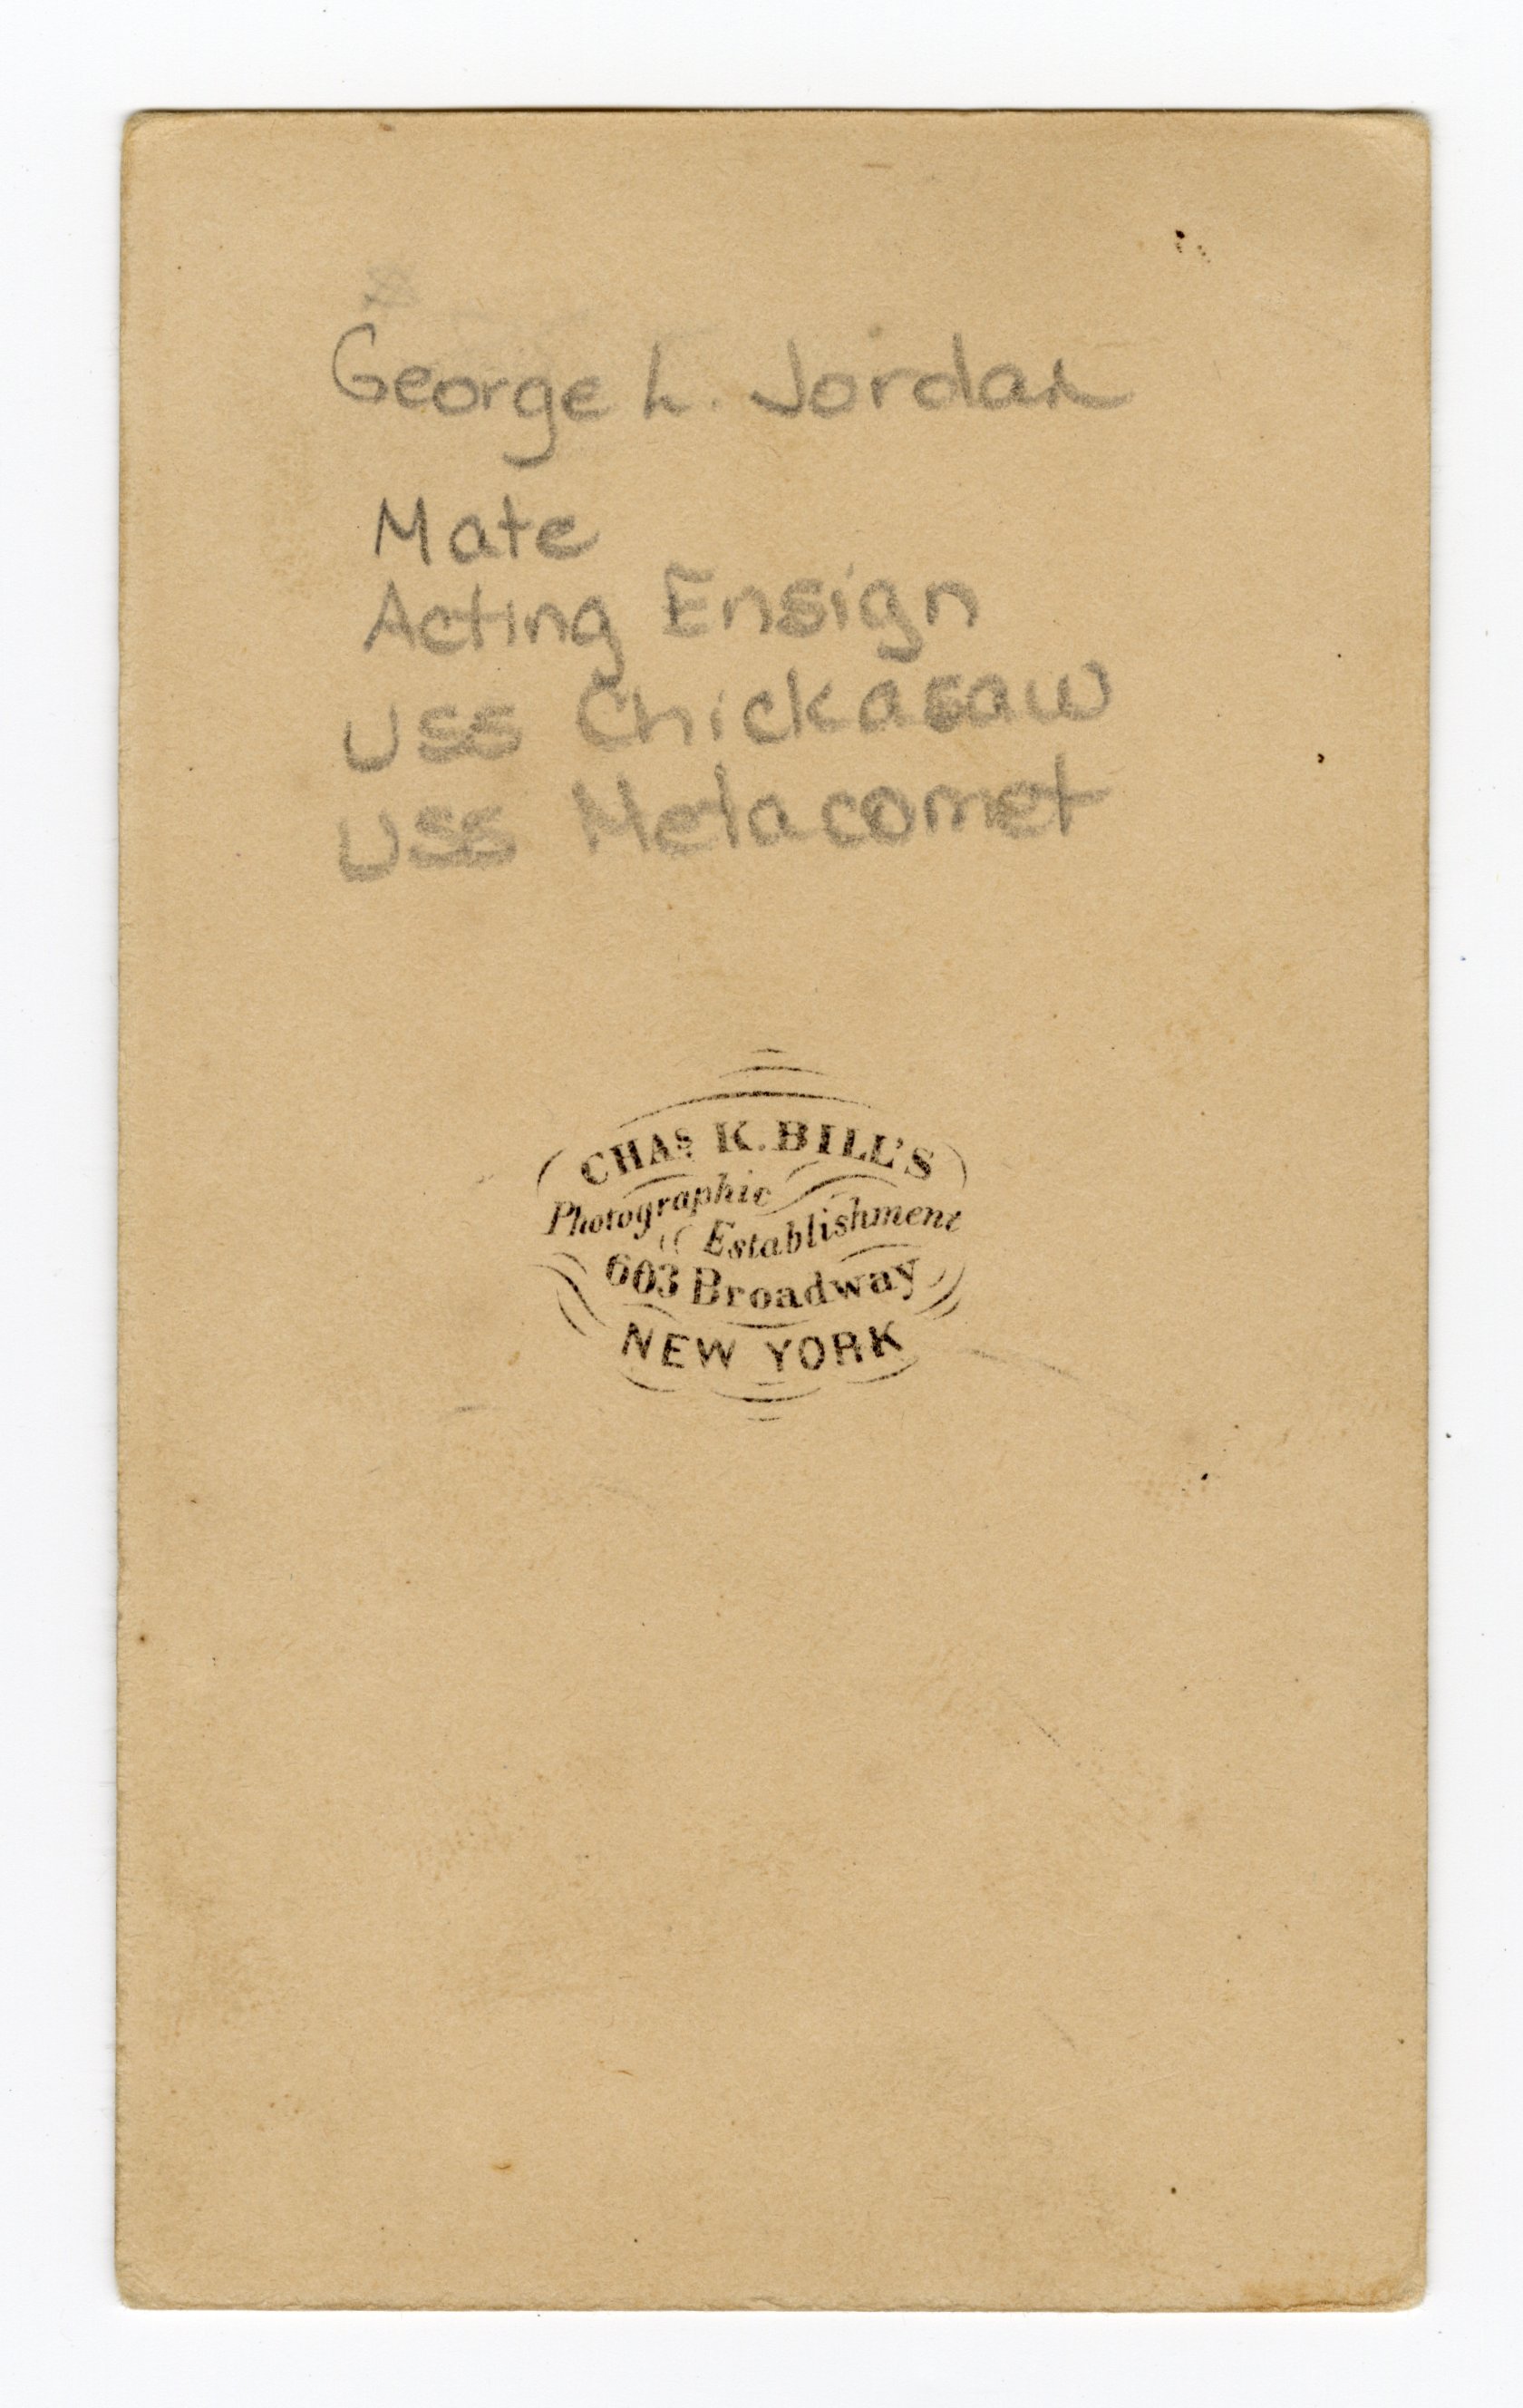 George L. Jordan
Mate
Acting Ensign
USS Chickasaw
USS Metacomet
CHAS K. BILL'S
Photographic
Establishment
603 Broadway
NEW YORK